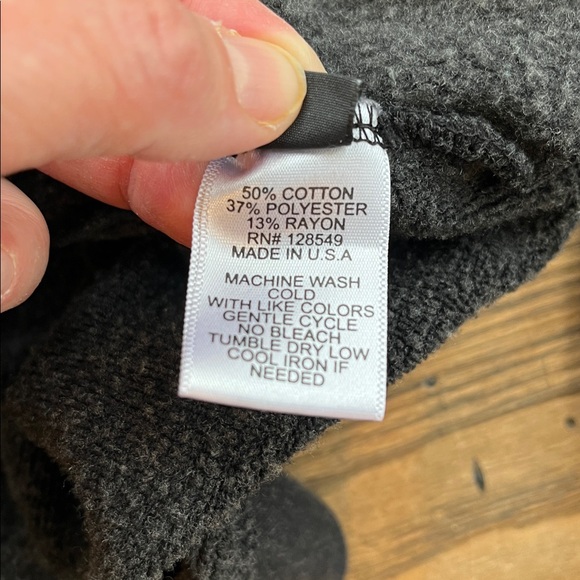 50% COTTON
37% POLYESTER
13% RAYON
RN# 128549
MADE IN U.S.A
MACHINE WASH
COLD
WITH LIKE COLORS
GENTLE CYCLE
NO BLEACH
TUMBLE DRY LOW
COOL IRON IF
NEEDED